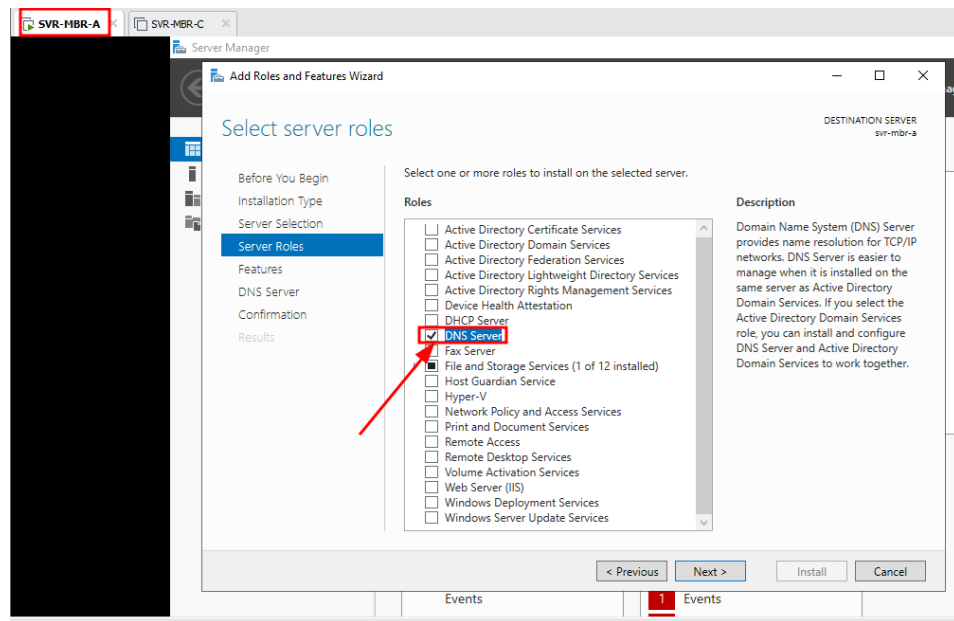 SVR-MBR-A
SVR-MBR-C
Server Manager
Add Roles and Features Wizard
Select server roles
DESTINATION SERVER
svr-mbr-a
Before You Begin
Installation Type
Server Selection
Server Roles
Features
DNS Server
Confirmation
Results
Select one or more roles to install on the selected server.
Roles
Active Directory Certificate Services
Active Directory Domain Services
Active Directory Federation Services
Active Directory Lightweight Directory Services
Active Directory Rights Management Services
Device Health Attestation
DHCP Server
DNS Server
Fax Server
File and Storage Services (1 of 12 installed)
Host Guardian Service
Hyper-V
Network Policy and Access Services
Print and Document Services
Remote Access
Remote Desktop Services
Volume Activation Services
Web Server (IIS)
Windows Deployment Services
Windows Server Update Services
Description
Domain Name System (DNS) Server
provides name resolution for TCP/IP
networks. DNS Server is easier to
manage when it is installed on the
same server as Active Directory
Domain Services. If you select the
Active Directory Domain Services
role, you can install and configure
DNS Server and Active Directory
Domain Services to work together.
< Previous
Next >
Install
Cancel
Events
1 Events